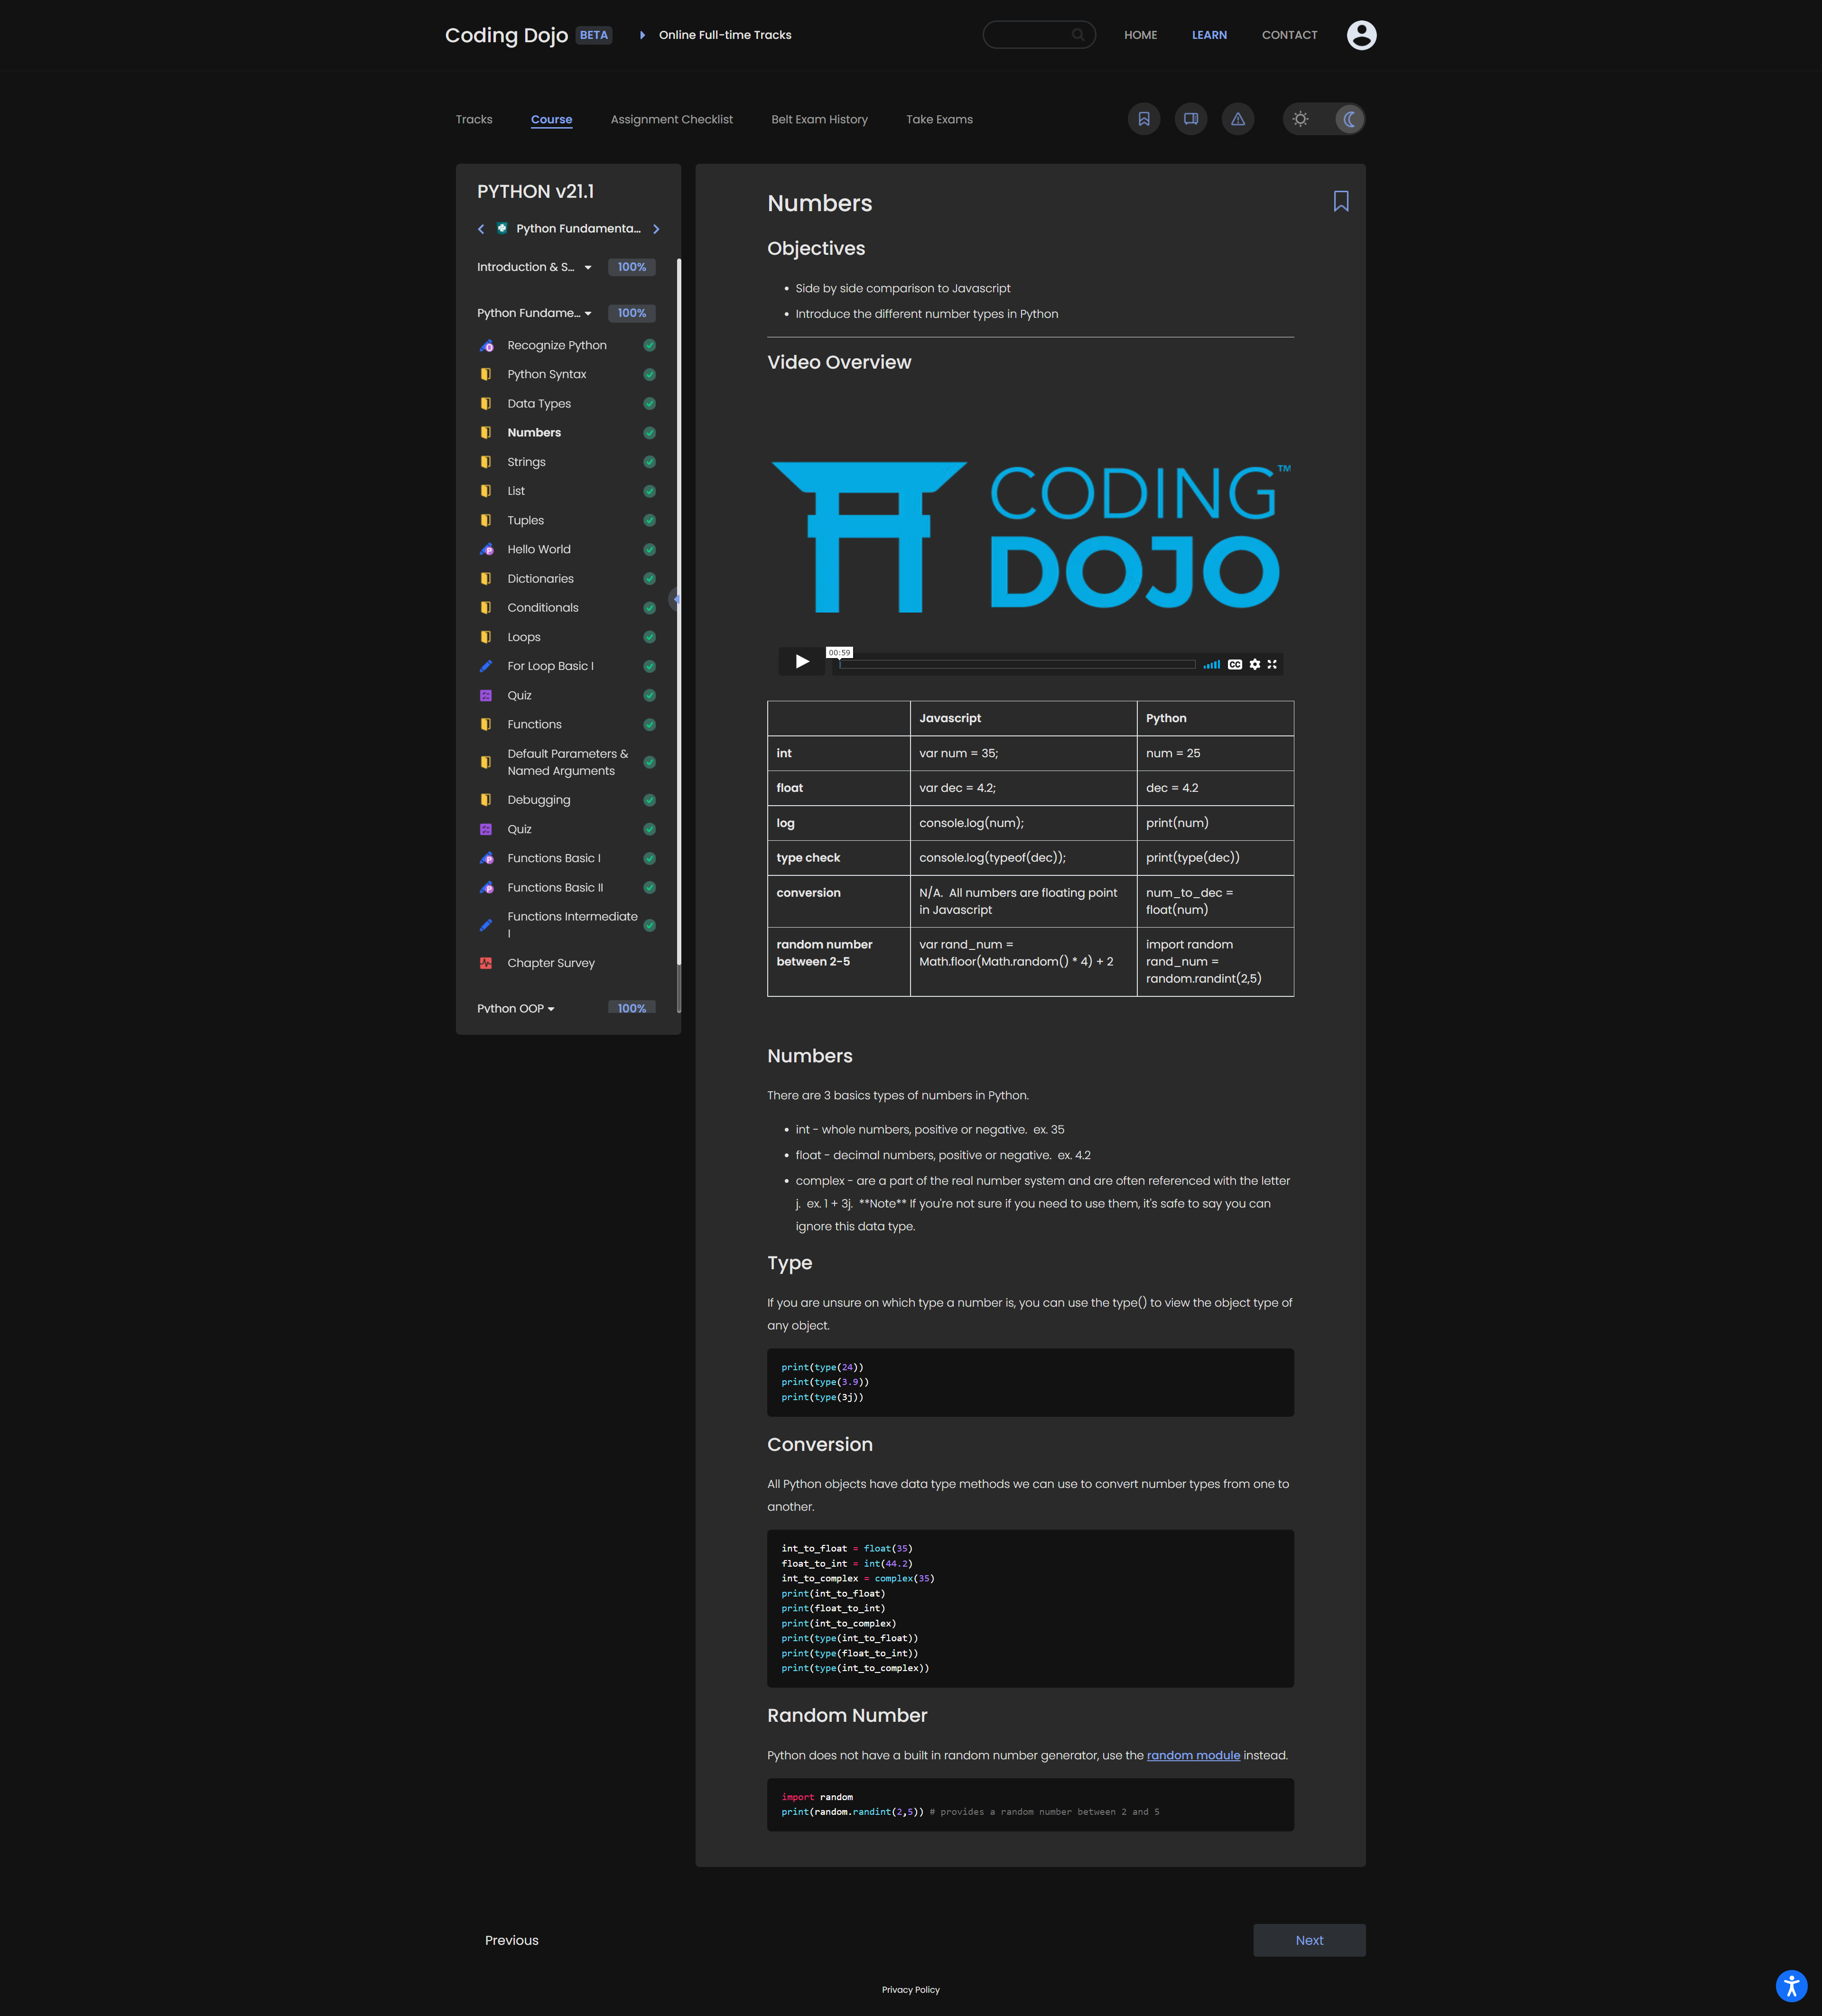 Coding Dojo BETA
Online Full-time Tracks
HOME
LEARN
CONTACT
Tracks
Course
Assignment Checklist
Belt Exam History
Take Exams
PYTHON v21.1
Python Fundamenta...
Introduction & S... 100%
Python Fundame... 100%
Recognize Python
Python Syntax
Data Types
Numbers
Strings
List
Tuples
Hello World
Dictionaries
Conditionals
Loops
For Loop Basic I
Quiz
Functions
Default Parameters &
Named Arguments
Debugging
Quiz
Functions Basic I
Functions Basic II
Functions Intermediate
I
Chapter Survey
Python OOP 100%
Numbers
Objectives
• Side by side comparison to Javascript
• Introduce the different number types in Python
Video Overview
CODING™
DOJO
00:59
CC
Javascript Python
int var num = 35; num = 25
float var dec = 4.2; dec = 4.2
log console.log(num); print(num)
type check console.log(typeof(dec)); print(type(dec))
conversion N/A.  All numbers are floating point num_to_dec =
in Javascript float(num)
random number var rand_num = import random
between 2-5 Math.floor(Math.random() * 4) + 2 rand_num =
random.randint(2,5)
Numbers
There are 3 basics types of numbers in Python.
• int - whole numbers, positive or negative.  ex. 35
• float - decimal numbers, positive or negative.  ex. 4.2
• complex - are a part of the real number system and are often referenced with the letter
j.  ex. 1 + 3j.  **Note** If you're not sure if you need to use them, it's safe to say you can
ignore this data type.
Type
If you are unsure on which type a number is, you can use the type() to view the object type of
any object.
print(type(24))
print(type(3.9))
print(type(3j))
Conversion
All Python objects have data type methods we can use to convert number types from one to
another.
int_to_float = float(35)
float_to_int = int(44.2)
int_to_complex = complex(35)
print(int_to_float)
print(float_to_int)
print(int_to_complex)
print(type(int_to_float))
print(type(float_to_int))
print(type(int_to_complex))
Random Number
Python does not have a built in random number generator, use the random module instead.
import random
print(random.randint(2,5)) # provides a random number between 2 and 5
Previous
Next
Privacy Policy